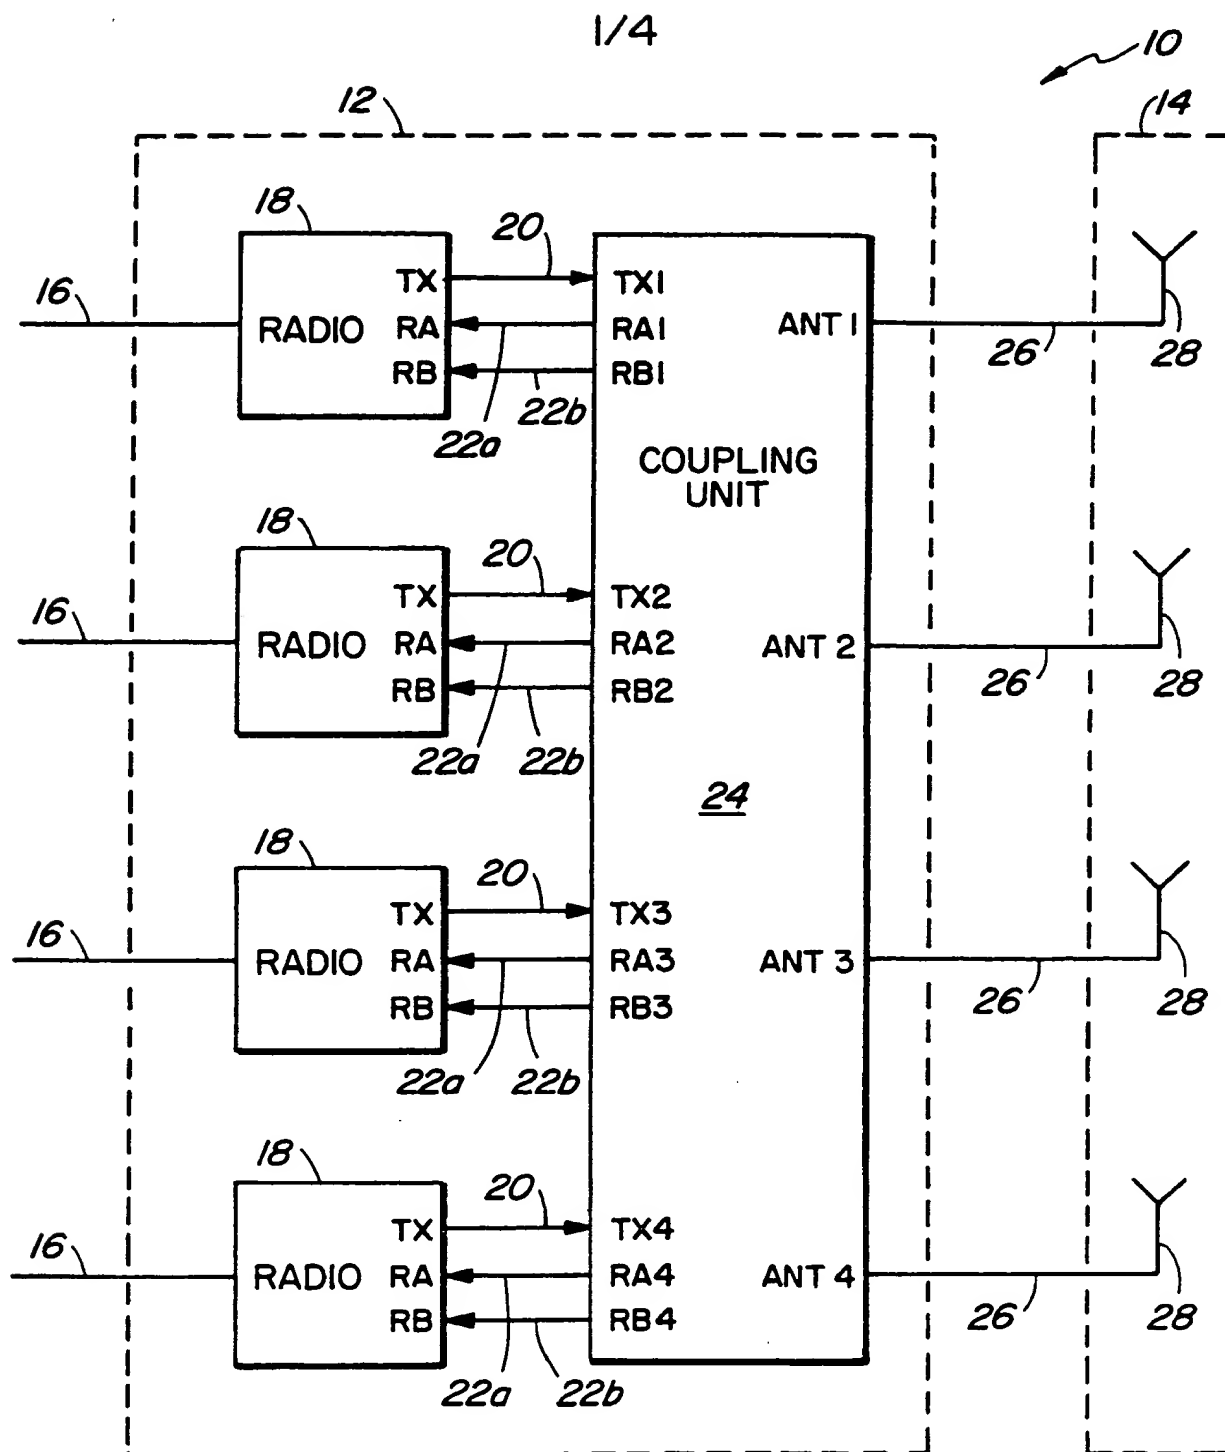 1/4
10
12
14
18
20
TX
TX1
16
RADIO
RA
RA1
ANT 1
RB
RB1
26
28
22a
22b
COUPLING
UNIT
18
20
TX
TX2
16
RADIO
RA
RA2
ANT 2
RB
RB2
26
28
22a
22b
24
18
20
TX
TX3
16
RADIO
RA
RA3
ANT 3
RB
RB3
26
28
22a
22b
18
20
TX
TX4
16
RADIO
RA
RA4
ANT 4
RB
RB4
26
28
22a
22b